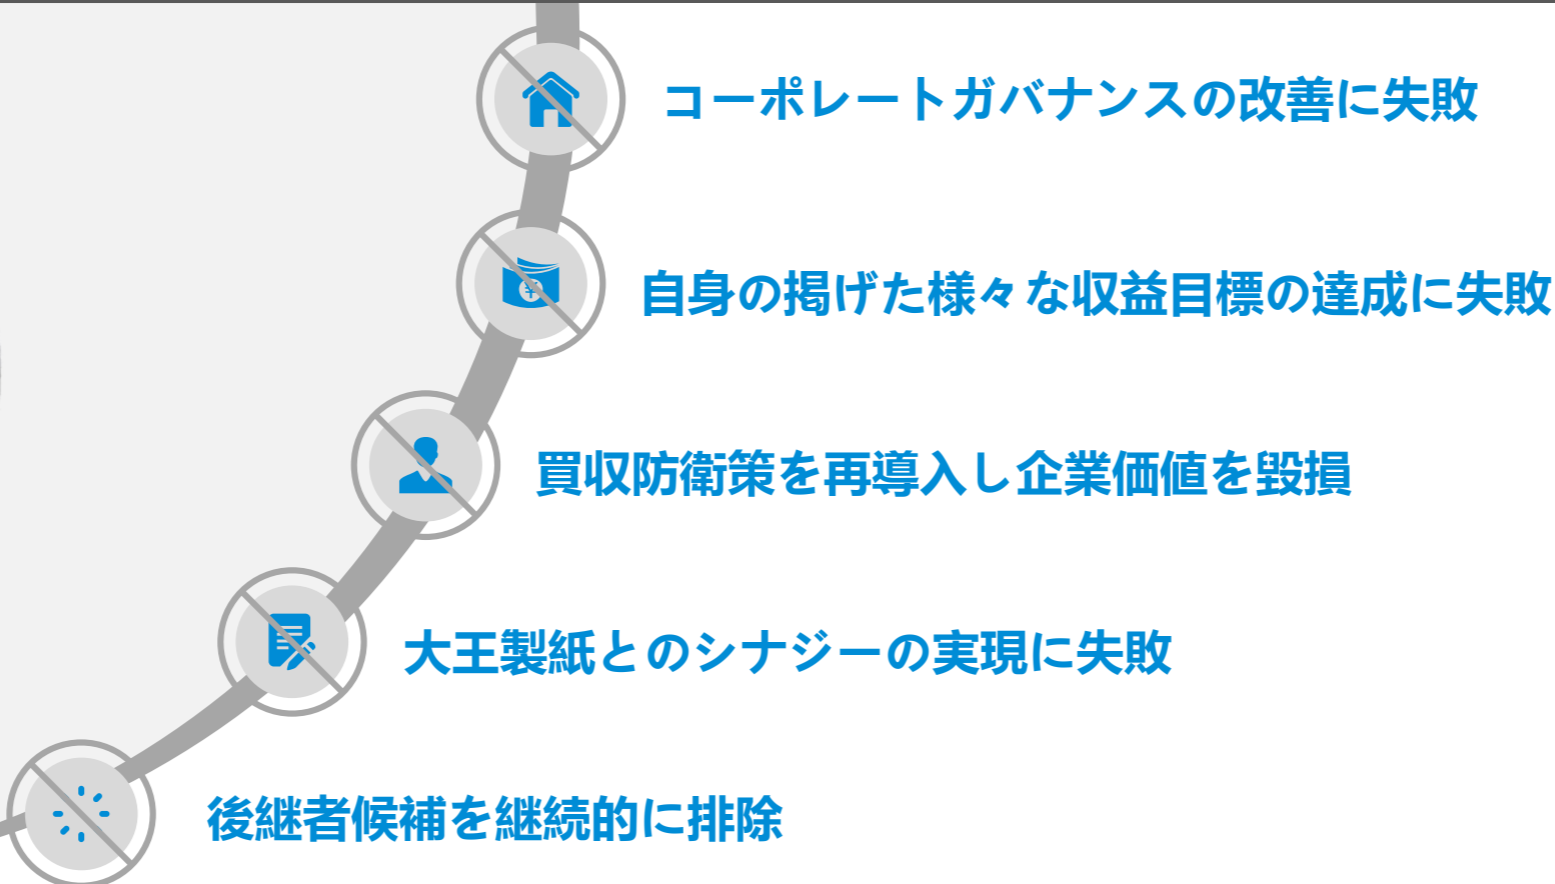 コーポレートガバナンスの改善に失敗
自身の掲げた様々な収益目標の達成に失敗
買収防衛策を再導入し企業価値を毀損
大王製紙とのシナジーの実現に失敗
後継者候補を継続的に排除